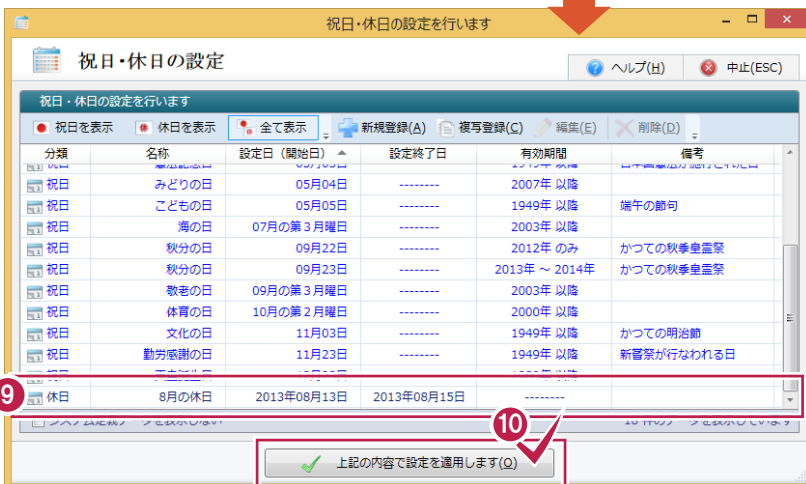 祝日・休日の設定を行います
祝日・休日の設定
ヘルプ(H) 中止(ESC)
祝日・休日の設定を行います
祝日を表示 休日を表示 全て表示 新規登録(A) 複写登録(C) 編集(E) 削除(D)
分類 名称 設定日（開始日） 設定終了日 有効期間 備考
祝日 みどりの日 05月04日 -------- 2007年 以降
祝日 こどもの日 05月05日 -------- 1949年 以降 端午の節句
祝日 海の日 07月の第３月曜日 -------- 2003年 以降
祝日 秋分の日 09月22日 -------- 2012年 のみ かつての秋季皇霊祭
祝日 秋分の日 09月23日 -------- 2013年 ～ 2014年 かつての秋季皇霊祭
祝日 敬老の日 09月の第３月曜日 -------- 2003年 以降
祝日 体育の日 10月の第２月曜日 -------- 2000年 以降
祝日 文化の日 11月03日 -------- 1949年 以降 かつての明治節
祝日 勤労感謝の日 11月23日 -------- 1949年 以降 新嘗祭が行なわれる日
9 休日 8月の休日 2013年08月13日 2013年08月15日 --------
10
上記の内容で設定を適用します(O)